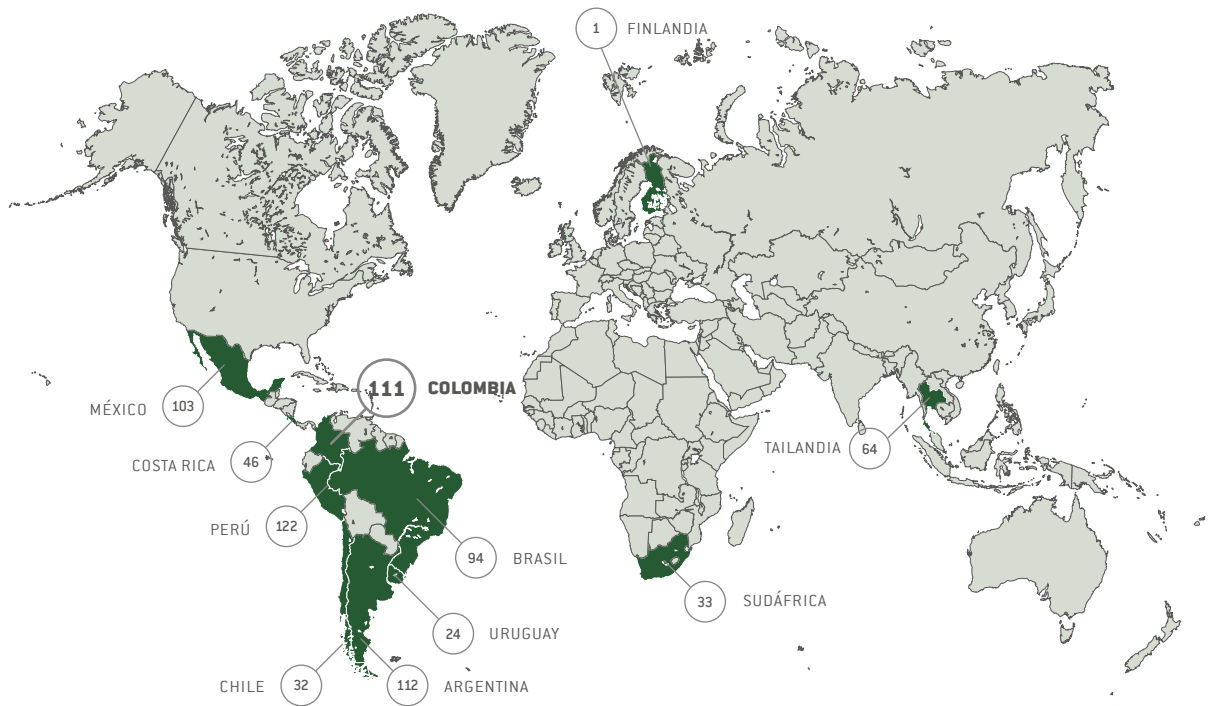 1 FINLANDIA
111 COLOMBIA
MÉXICO 103
TAILANDIA 64
COSTA RICA 46
PERÚ 122
94 BRASIL
33 SUDÁFRICA
24 URUGUAY
CHILE 32
112 ARGENTINA